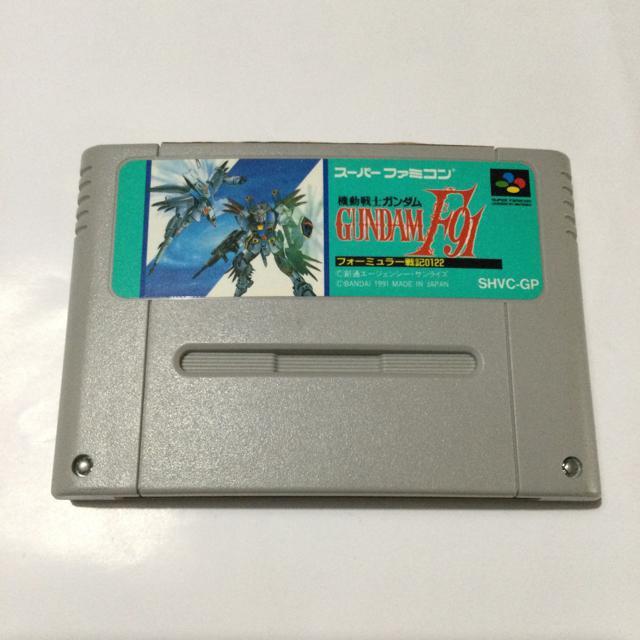 スーパーファミコン
機動戦士ガンダム
GUNDAM F91
フォーミュラー戦記0122
©創通エージェンシー・サンライズ
©BANDAI 1991 MADE IN JAPAN
SUPER FAMICOM
SHVC-GP